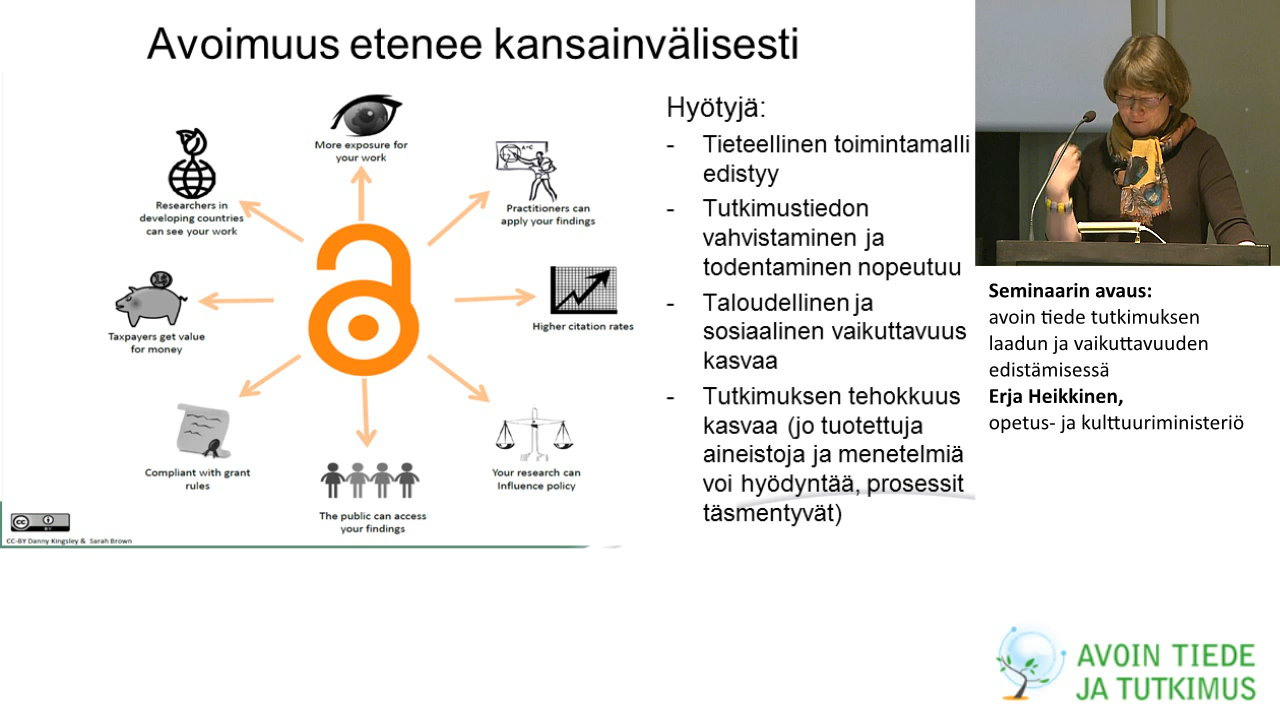 Avoimuus etenee kansainvälisesti
More exposure for
your work
Practitioners can
apply your findings
Higher citation rates
Your research can
Influence policy
The public can access
your findings
Compliant with grant
rules
Taxpayers get value
for money
Researchers in
developing countries
can see your work
CC BY
CC-BY Danny Kingsley & Sarah Brown
Hyötyjä:
- Tieteellinen toimintamalli
edistyy
- Tutkimustiedon
vahvistaminen ja
todentaminen nopeutuu
- Taloudellinen ja
sosiaalinen vaikuttavuus
kasvaa
- Tutkimuksen tehokkuus
kasvaa (jo tuotettuja
aineistoja ja menetelmiä
voi hyödyntää, prosessit
täsmentyvät)
Seminaarin avaus:
avoin tiede tutkimuksen
laadun ja vaikuttavuuden
edistämisessä
Erja Heikkinen,
opetus- ja kulttuuriministeriö
AVOIN TIEDE
JA TUTKIMUS